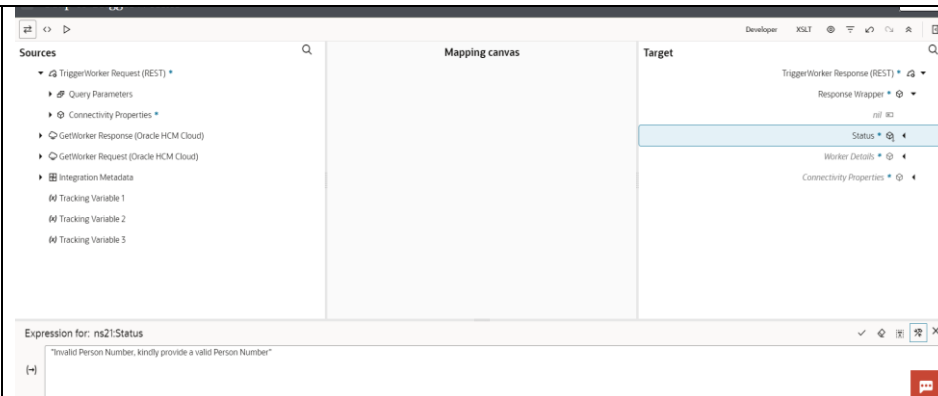 Developer XSLT
Sources
Mapping canvas
Target
TriggerWorker Request (REST) *
Query Parameters
Connectivity Properties *
GetWorker Response (Oracle HCM Cloud)
GetWorker Request (Oracle HCM Cloud)
Integration Metadata
(x) Tracking Variable 1
(x) Tracking Variable 2
(x) Tracking Variable 3
TriggerWorker Response (REST) *
Response Wrapper *
nil
Status *
Worker Details *
Connectivity Properties *
Expression for: ns21:Status
"Invalid Person Number, kindly provide a valid Person Number"